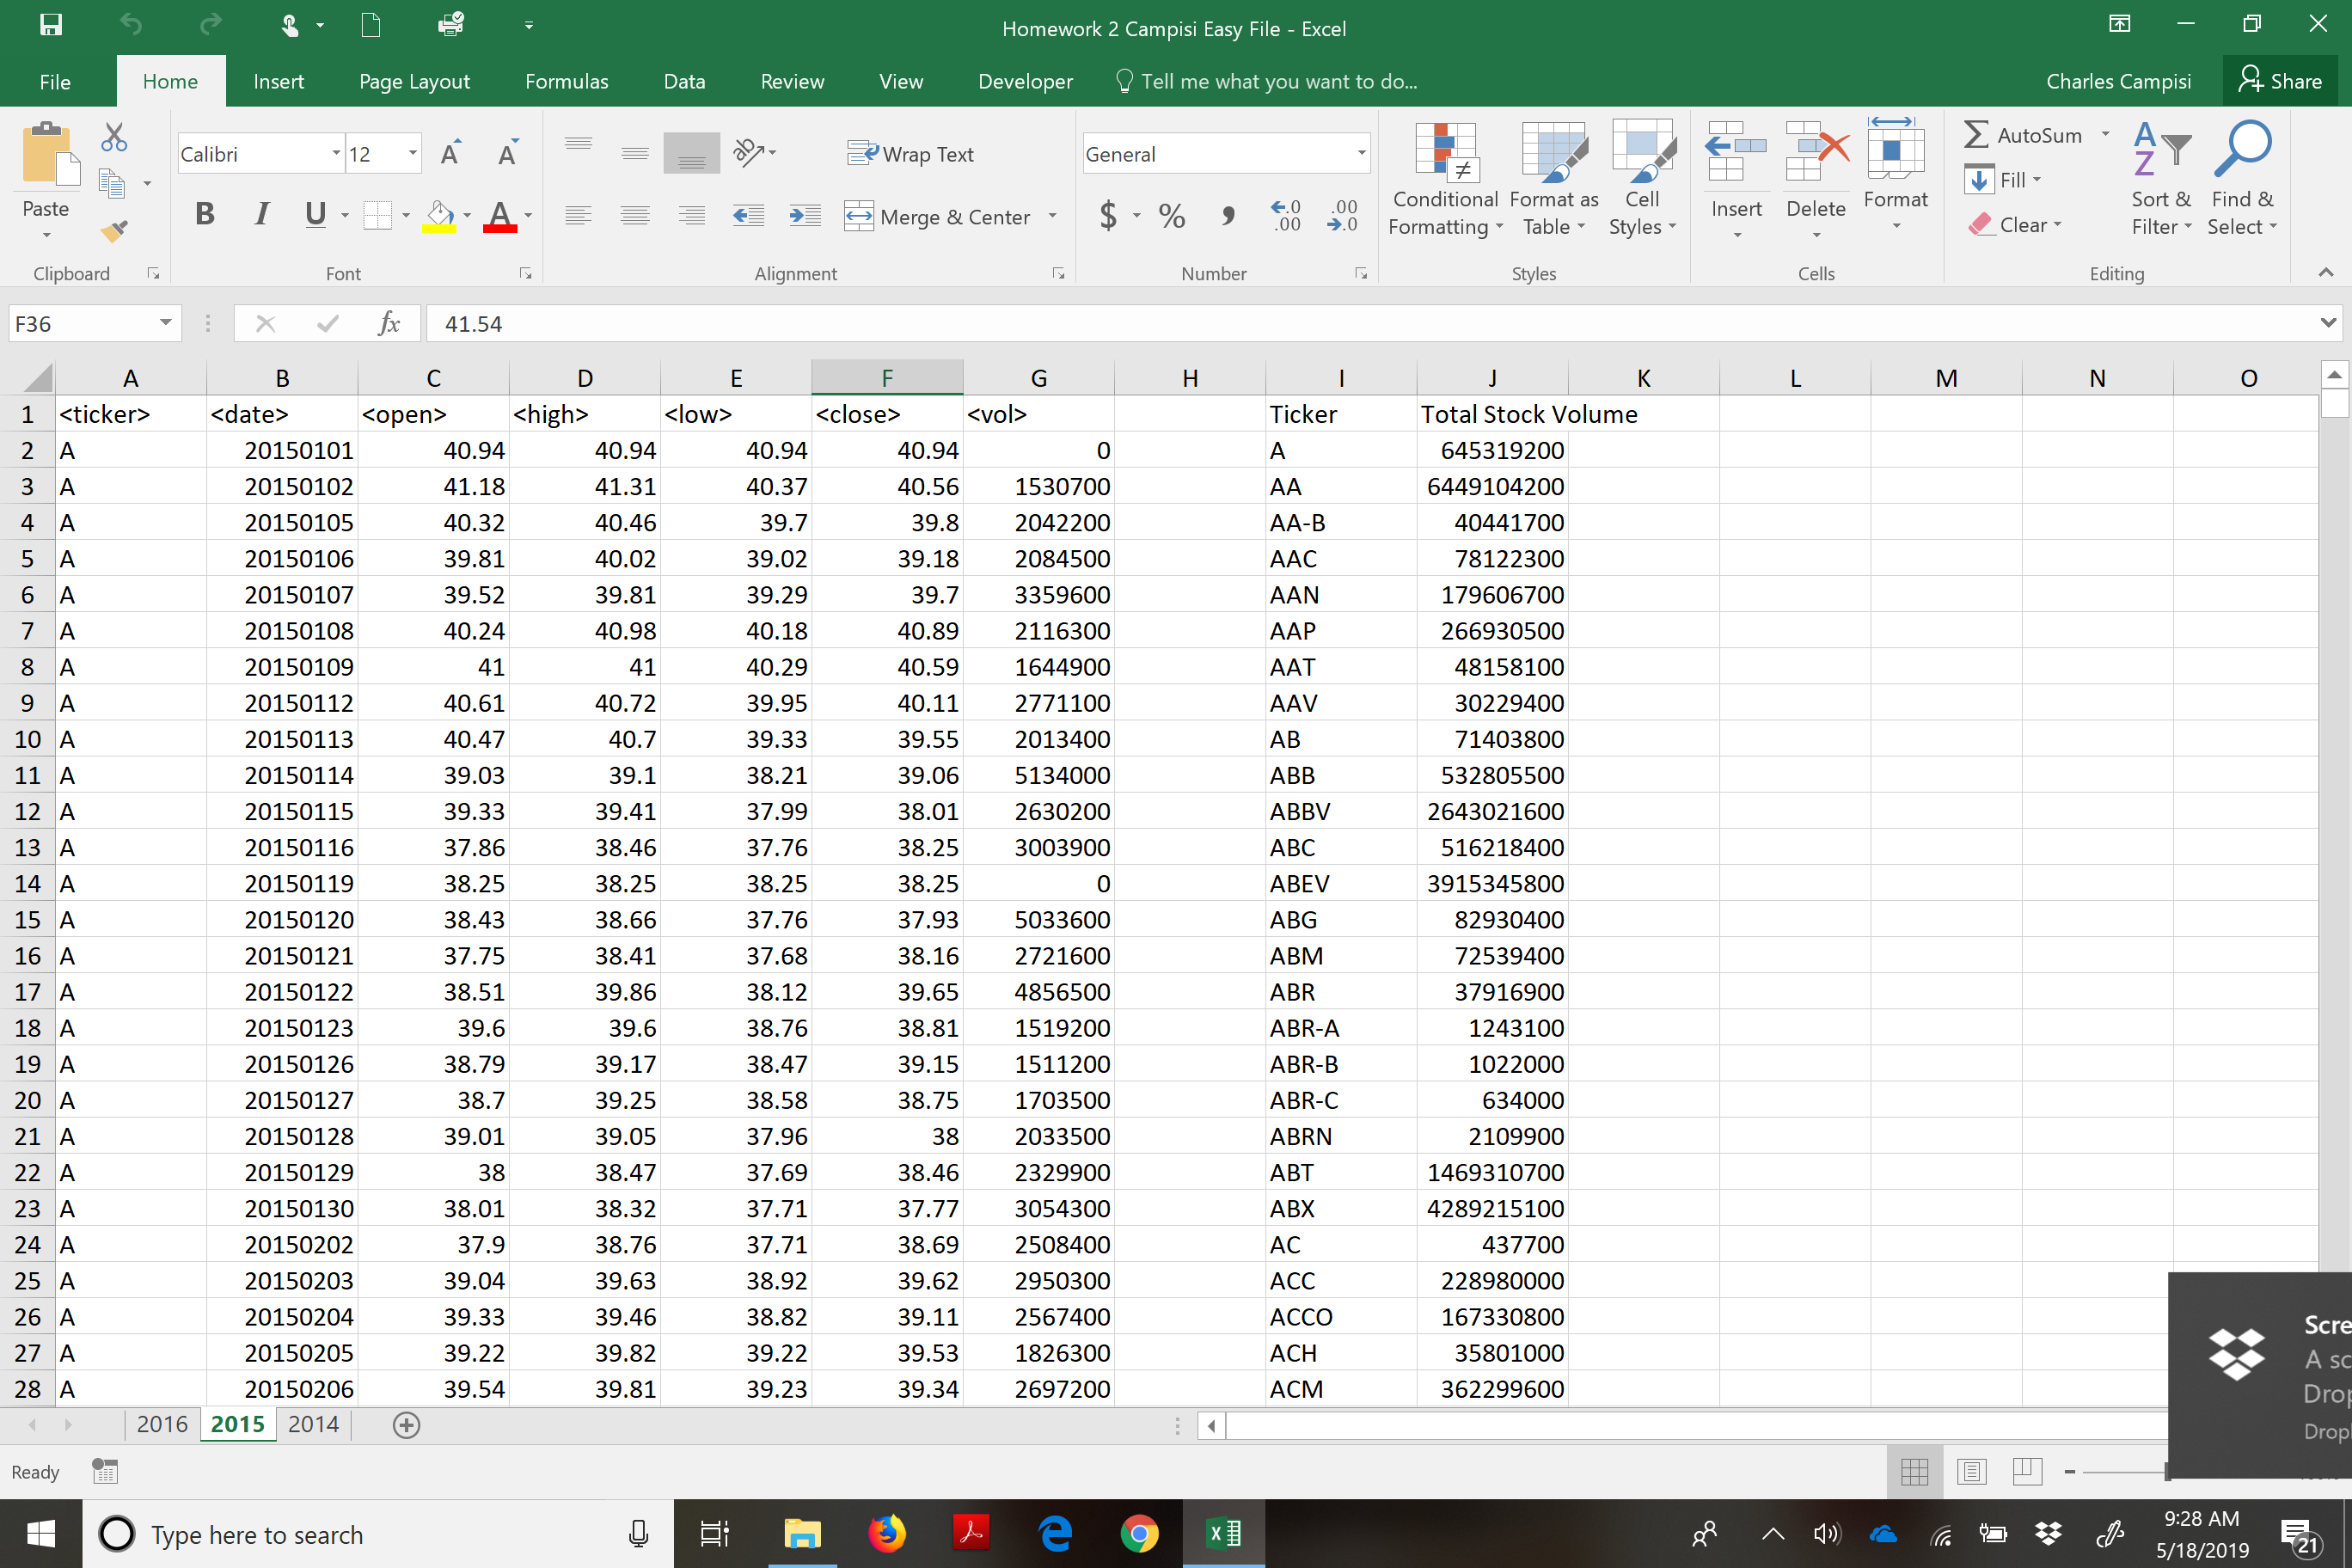 Homework 2 Campisi Easy File - Excel
File Home Insert Page Layout Formulas Data Review View Developer Tell me what you want to do... Charles Campisi Share
Paste
Clipboard
Calibri 12 A A
B I U A
Font
Wrap Text
Merge & Center
Alignment
General
$ % , .0 .00 .00 .0
Number
Conditional Formatting
Format as Table
Cell Styles
Styles
Insert Delete Format
Cells
AutoSum
Fill
Clear
A Z
Sort & Filter
Find & Select
Editing
F36 fx 41.54
A B C D E F G H I J K L M N O
1 <ticker> <date> <open> <high> <low> <close> <vol> Ticker Total Stock Volume
2 A 20150101 40.94 40.94 40.94 40.94 0 A 645319200
3 A 20150102 41.18 41.31 40.37 40.56 1530700 AA 6449104200
4 A 20150105 40.32 40.46 39.7 39.8 2042200 AA-B 40441700
5 A 20150106 39.81 40.02 39.02 39.18 2084500 AAC 78122300
6 A 20150107 39.52 39.81 39.29 39.7 3359600 AAN 179606700
7 A 20150108 40.24 40.98 40.18 40.89 2116300 AAP 266930500
8 A 20150109 41 41 40.29 40.59 1644900 AAT 48158100
9 A 20150112 40.61 40.72 39.95 40.11 2771100 AAV 30229400
10 A 20150113 40.47 40.7 39.33 39.55 2013400 AB 71403800
11 A 20150114 39.03 39.1 38.21 39.06 5134000 ABB 532805500
12 A 20150115 39.33 39.41 37.99 38.01 2630200 ABBV 2643021600
13 A 20150116 37.86 38.46 37.76 38.25 3003900 ABC 516218400
14 A 20150119 38.25 38.25 38.25 38.25 0 ABEV 3915345800
15 A 20150120 38.43 38.66 37.76 37.93 5033600 ABG 82930400
16 A 20150121 37.75 38.41 37.68 38.16 2721600 ABM 72539400
17 A 20150122 38.51 39.86 38.12 39.65 4856500 ABR 37916900
18 A 20150123 39.6 39.6 38.76 38.81 1519200 ABR-A 1243100
19 A 20150126 38.79 39.17 38.47 39.15 1511200 ABR-B 1022000
20 A 20150127 38.7 39.25 38.58 38.75 1703500 ABR-C 634000
21 A 20150128 39.01 39.05 37.96 38 2033500 ABRN 2109900
22 A 20150129 38 38.47 37.69 38.46 2329900 ABT 1469310700
23 A 20150130 38.01 38.32 37.71 37.77 3054300 ABX 4289215100
24 A 20150202 37.9 38.76 37.71 38.69 2508400 AC 437700
25 A 20150203 39.04 39.63 38.92 39.62 2950300 ACC 228980000
26 A 20150204 39.33 39.46 38.82 39.11 2567400 ACCO 167330800
27 A 20150205 39.22 39.82 39.22 39.53 1826300 ACH 35801000
28 A 20150206 39.54 39.81 39.23 39.34 2697200 ACM 362299600
Scre
A sc
Drop
Drop
2016 2015 2014
Ready
Type here to search
9:28 AM
5/18/2019
21